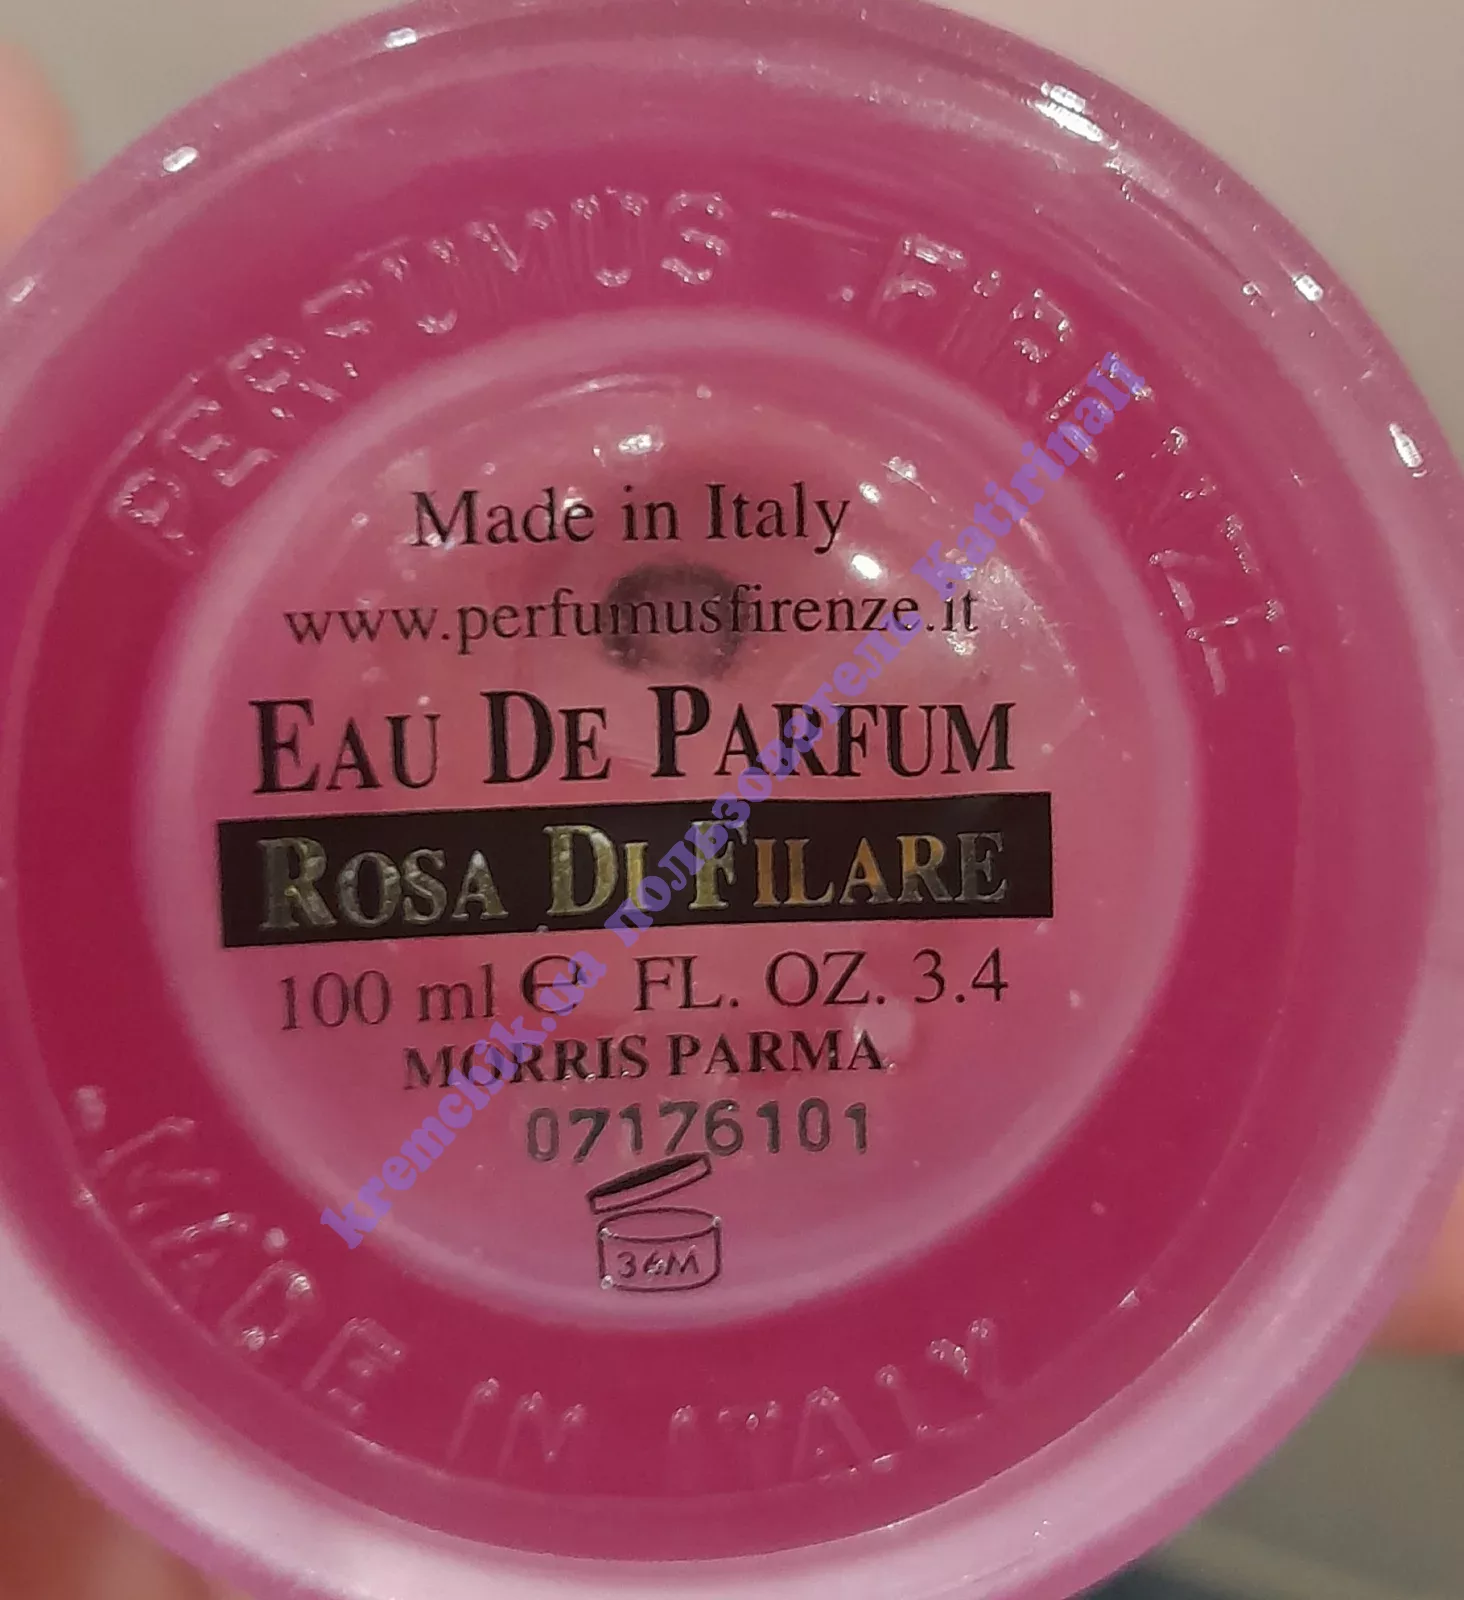 PERFUMUS .FIRENZE
Made in Italy
www.perfumusfirenze.it
EAU DE PARFUM
ROSA DI FILARE
100 ml ℮ FL. OZ. 3.4
MORRIS PARMA
07176101
36M
.MADE IN ITALY
kremchik.ua пользователь Katirinali